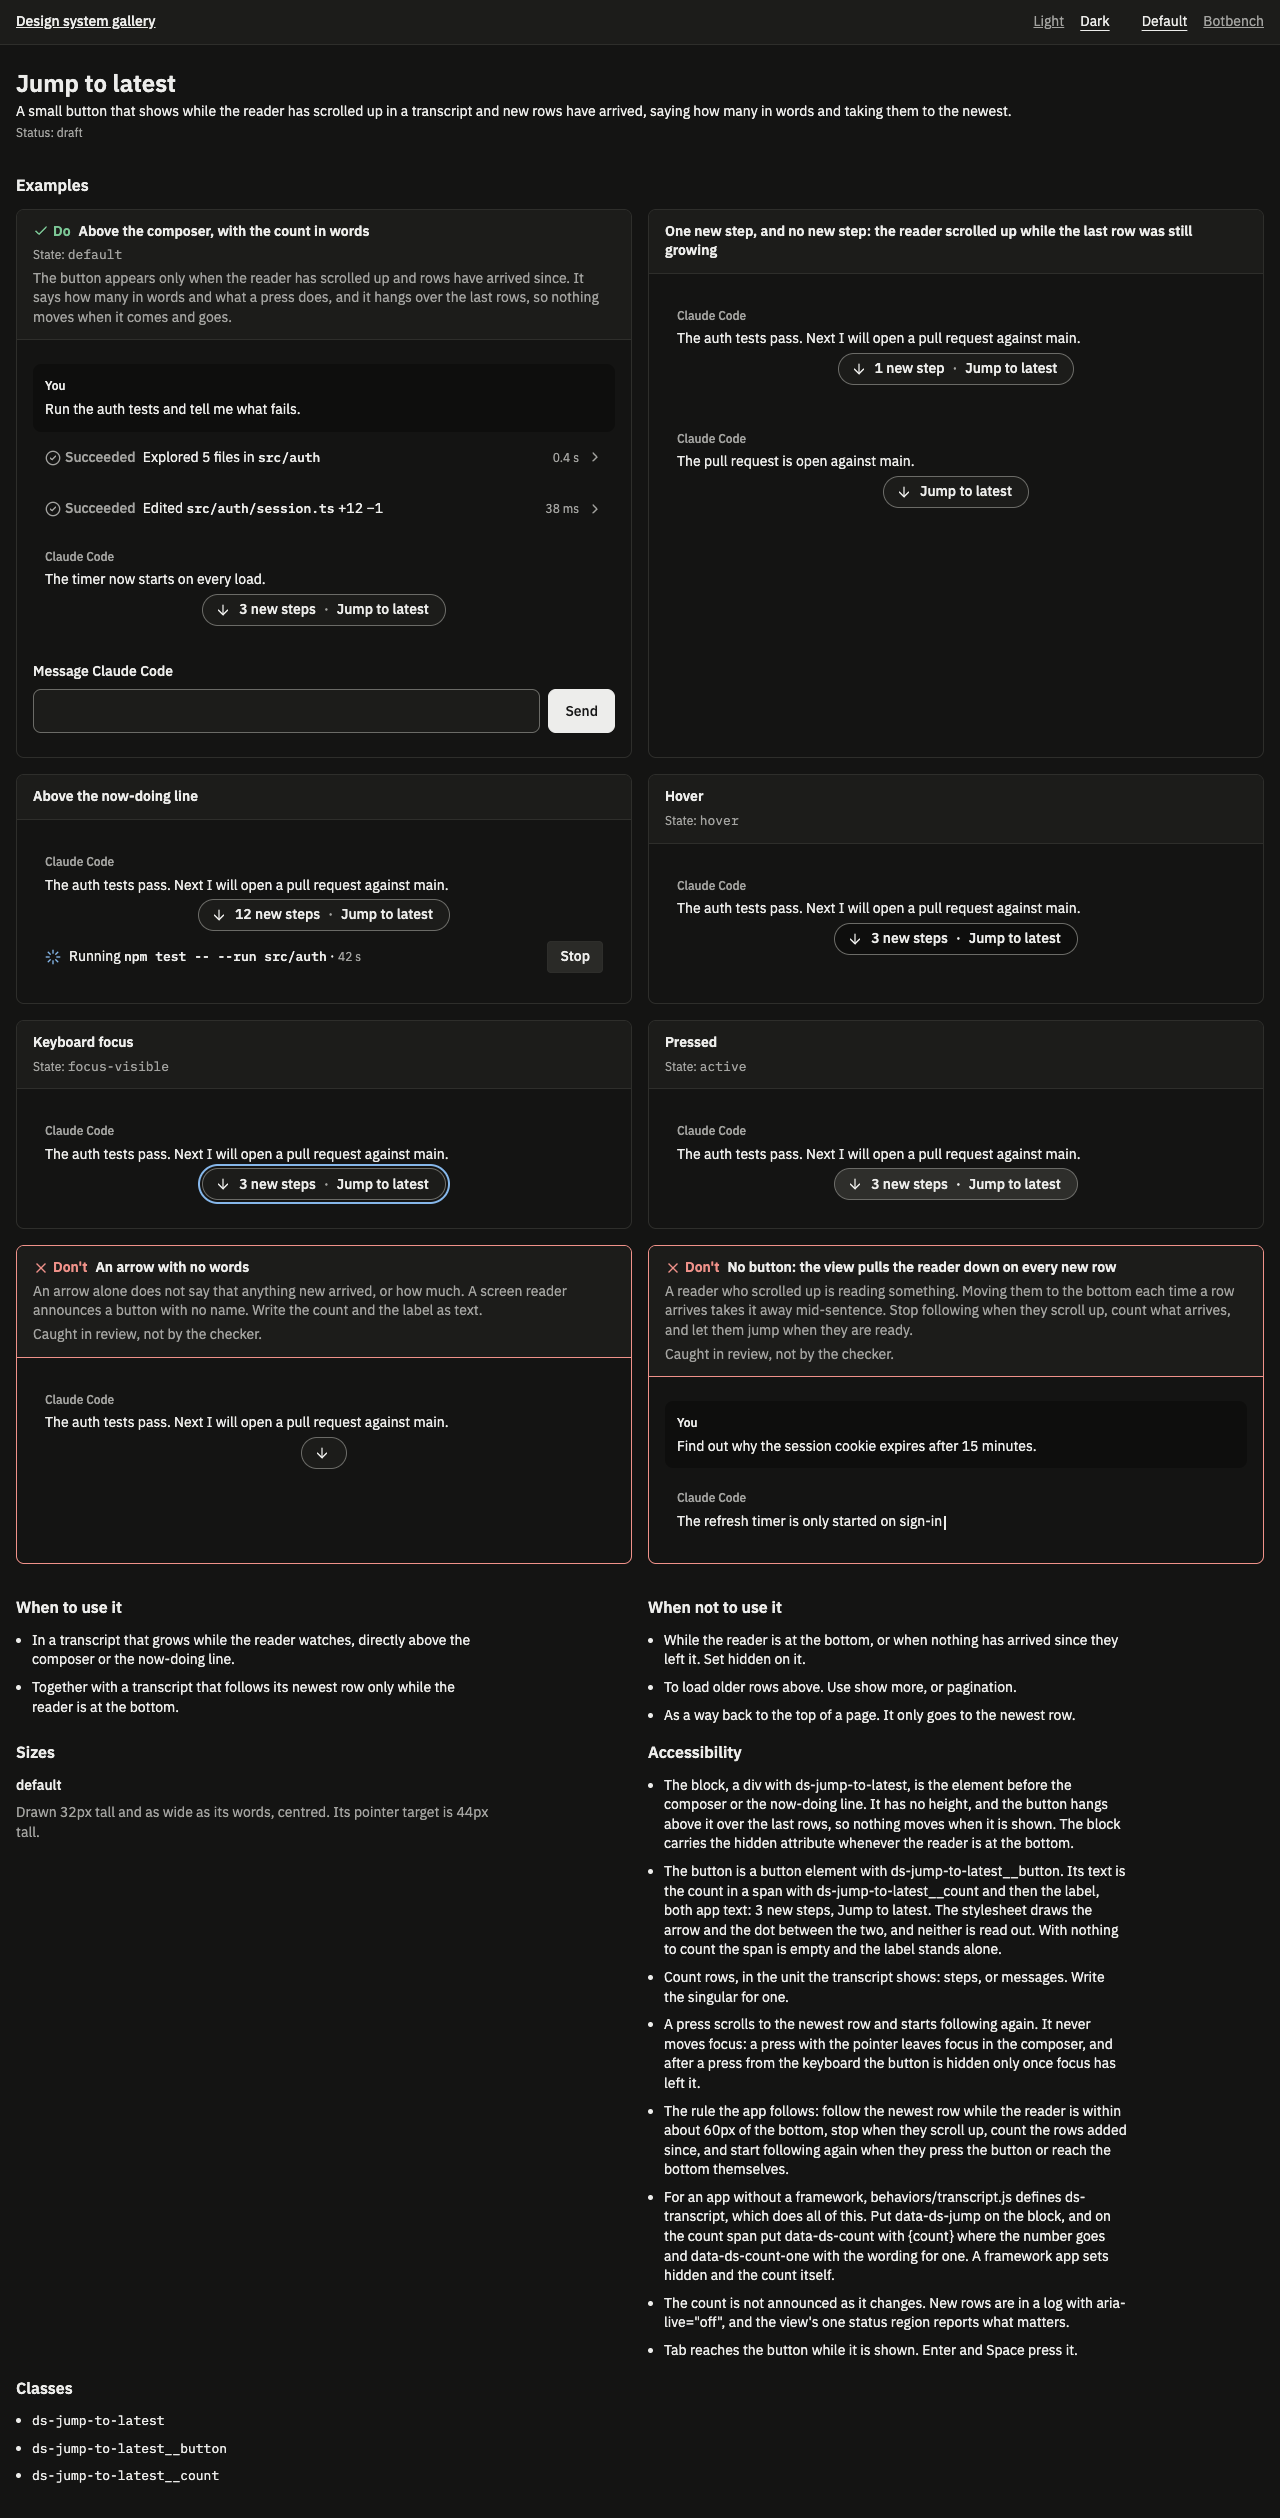 Design system gallery
Light Dark Default Botbench
Jump to latest
A small button that shows while the reader has scrolled up in a transcript and new rows have arrived, saying how many in words and taking them to the newest.
Status: draft
Examples
Do Above the composer, with the count in words
State: default
The button appears only when the reader has scrolled up and rows have arrived since. It
says how many in words and what a press does, and it hangs over the last rows, so nothing
moves when it comes and goes.
You
Run the auth tests and tell me what fails.
Succeeded Explored 5 files in src/auth 0.4 s
Succeeded Edited src/auth/session.ts +12 −1 38 ms
Claude Code
The timer now starts on every load.
3 new steps · Jump to latest
Message Claude Code
Send
One new step, and no new step: the reader scrolled up while the last row was still
growing
Claude Code
The auth tests pass. Next I will open a pull request against main.
1 new step · Jump to latest
Claude Code
The pull request is open against main.
Jump to latest
Above the now-doing line
Claude Code
The auth tests pass. Next I will open a pull request against main.
12 new steps · Jump to latest
Running npm test -- --run src/auth · 42 s
Stop
Hover
State: hover
Claude Code
The auth tests pass. Next I will open a pull request against main.
3 new steps · Jump to latest
Keyboard focus
State: focus-visible
Claude Code
The auth tests pass. Next I will open a pull request against main.
3 new steps · Jump to latest
Pressed
State: active
Claude Code
The auth tests pass. Next I will open a pull request against main.
3 new steps · Jump to latest
Don't An arrow with no words
An arrow alone does not say that anything new arrived, or how much. A screen reader
announces a button with no name. Write the count and the label as text.
Caught in review, not by the checker.
Claude Code
The auth tests pass. Next I will open a pull request against main.
Don't No button: the view pulls the reader down on every new row
A reader who scrolled up is reading something. Moving them to the bottom each time a row
arrives takes it away mid-sentence. Stop following when they scroll up, count what arrives,
and let them jump when they are ready.
Caught in review, not by the checker.
You
Find out why the session cookie expires after 15 minutes.
Claude Code
The refresh timer is only started on sign-in
When to use it
In a transcript that grows while the reader watches, directly above the
composer or the now-doing line.
Together with a transcript that follows its newest row only while the
reader is at the bottom.
When not to use it
While the reader is at the bottom, or when nothing has arrived since they
left it. Set hidden on it.
To load older rows above. Use show more, or pagination.
As a way back to the top of a page. It only goes to the newest row.
Sizes
default
Drawn 32px tall and as wide as its words, centred. Its pointer target is 44px
tall.
Accessibility
The block, a div with ds-jump-to-latest, is the element before the
composer or the now-doing line. It has no height, and the button hangs
above it over the last rows, so nothing moves when it is shown. The block
carries the hidden attribute whenever the reader is at the bottom.
The button is a button element with ds-jump-to-latest__button. Its text is
the count in a span with ds-jump-to-latest__count and then the label,
both app text: 3 new steps, Jump to latest. The stylesheet draws the
arrow and the dot between the two, and neither is read out. With nothing
to count the span is empty and the label stands alone.
Count rows, in the unit the transcript shows: steps, or messages. Write
the singular for one.
A press scrolls to the newest row and starts following again. It never
moves focus: a press with the pointer leaves focus in the composer, and
after a press from the keyboard the button is hidden only once focus has
left it.
The rule the app follows: follow the newest row while the reader is within
about 60px of the bottom, stop when they scroll up, count the rows added
since, and start following again when they press the button or reach the
bottom themselves.
For an app without a framework, behaviors/transcript.js defines ds-
transcript, which does all of this. Put data-ds-jump on the block, and on
the count span put data-ds-count with {count} where the number goes
and data-ds-count-one with the wording for one. A framework app sets
hidden and the count itself.
The count is not announced as it changes. New rows are in a log with aria-
live="off", and the view's one status region reports what matters.
Tab reaches the button while it is shown. Enter and Space press it.
Classes
ds-jump-to-latest
ds-jump-to-latest__button
ds-jump-to-latest__count